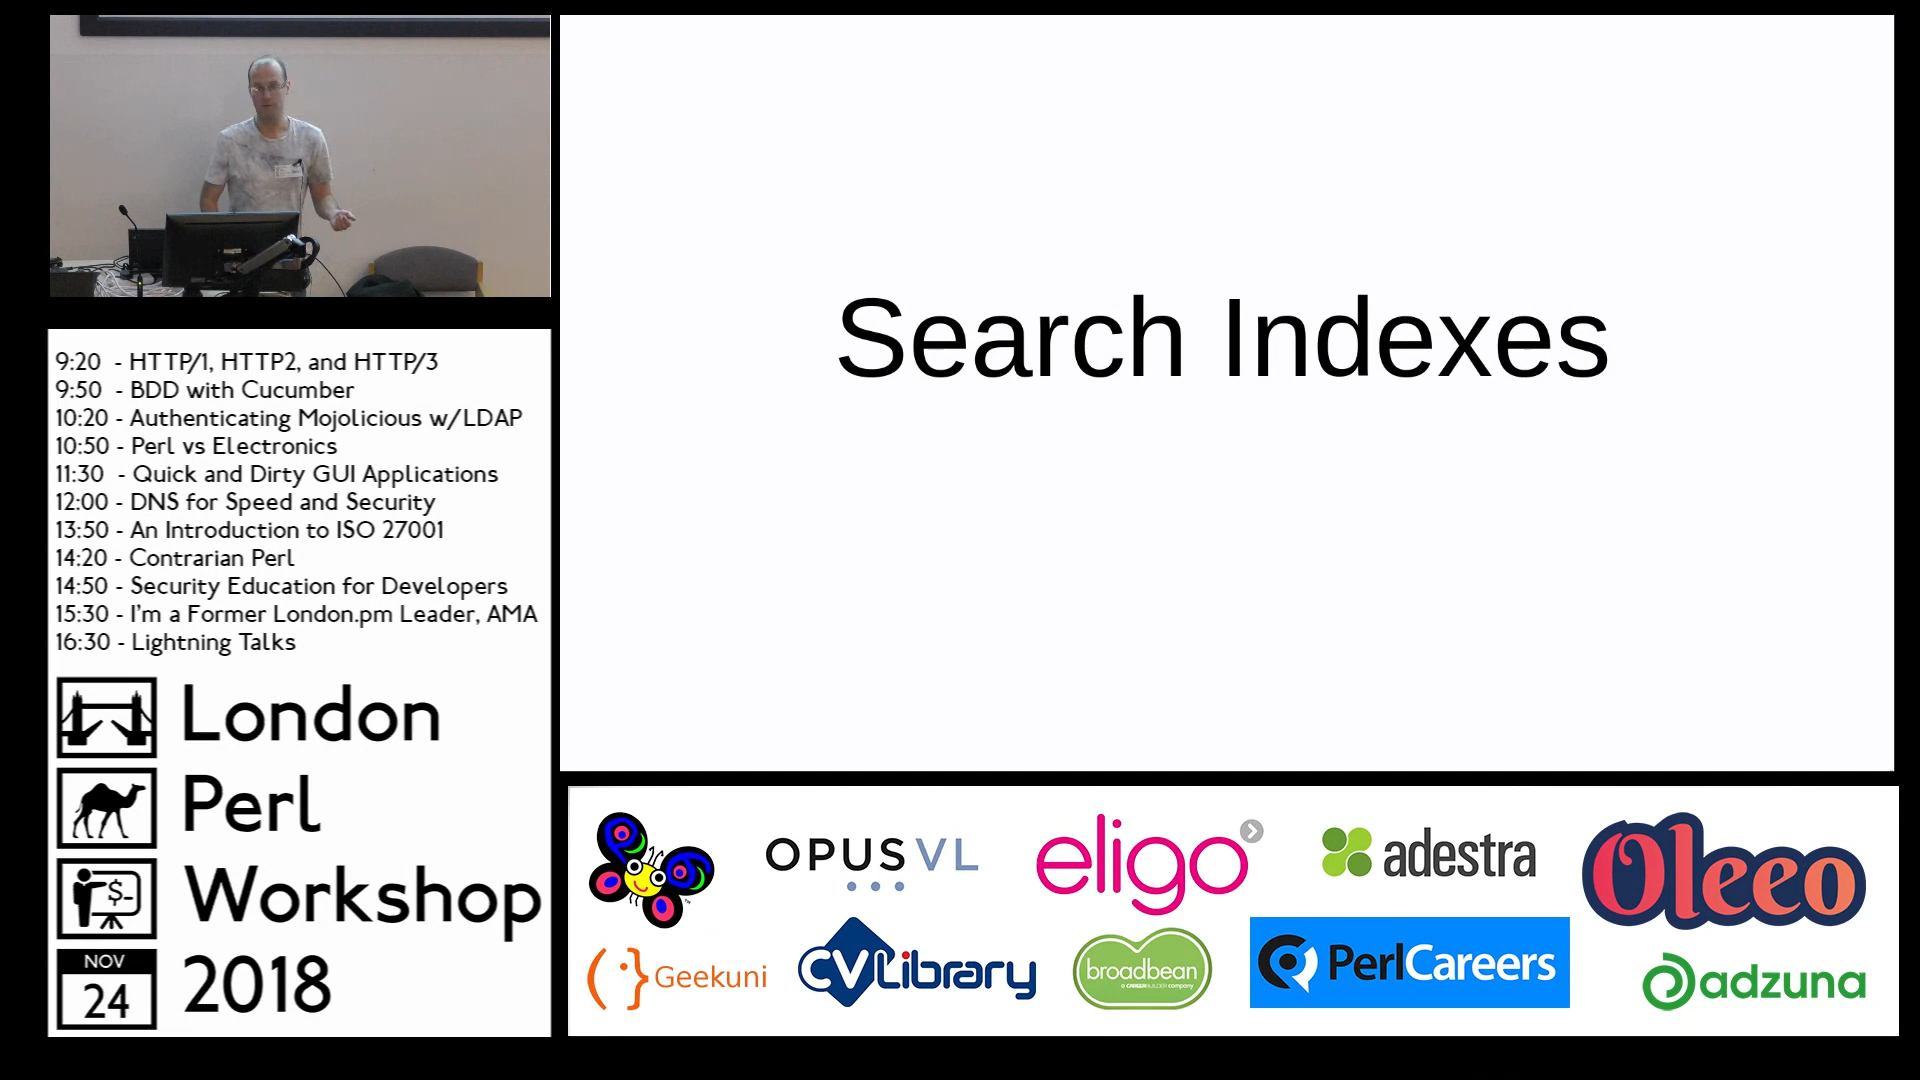 Search Indexes
9:20 - HTTP/1, HTTP2, and HTTP/3
9:50 - BDD with Cucumber
10:20 - Authenticating Mojolicious w/LDAP
10:50 - Perl vs Electronics
11:30 - Quick and Dirty GUI Applications
12:00 - DNS for Speed and Security
13:50 - An Introduction to ISO 27001
14:20 - Contrarian Perl
14:50 - Security Education for Developers
15:30 - I'm a Former London.pm Leader, AMA
16:30 - Lightning Talks
London
Perl
$-
Workshop
NOV
24
2018
OPUS VL
eligo
adestra
Oleeo
Geekuni
CVLibrary
broadbean
a CAREERBUILDER company
PerlCareers
adzuna